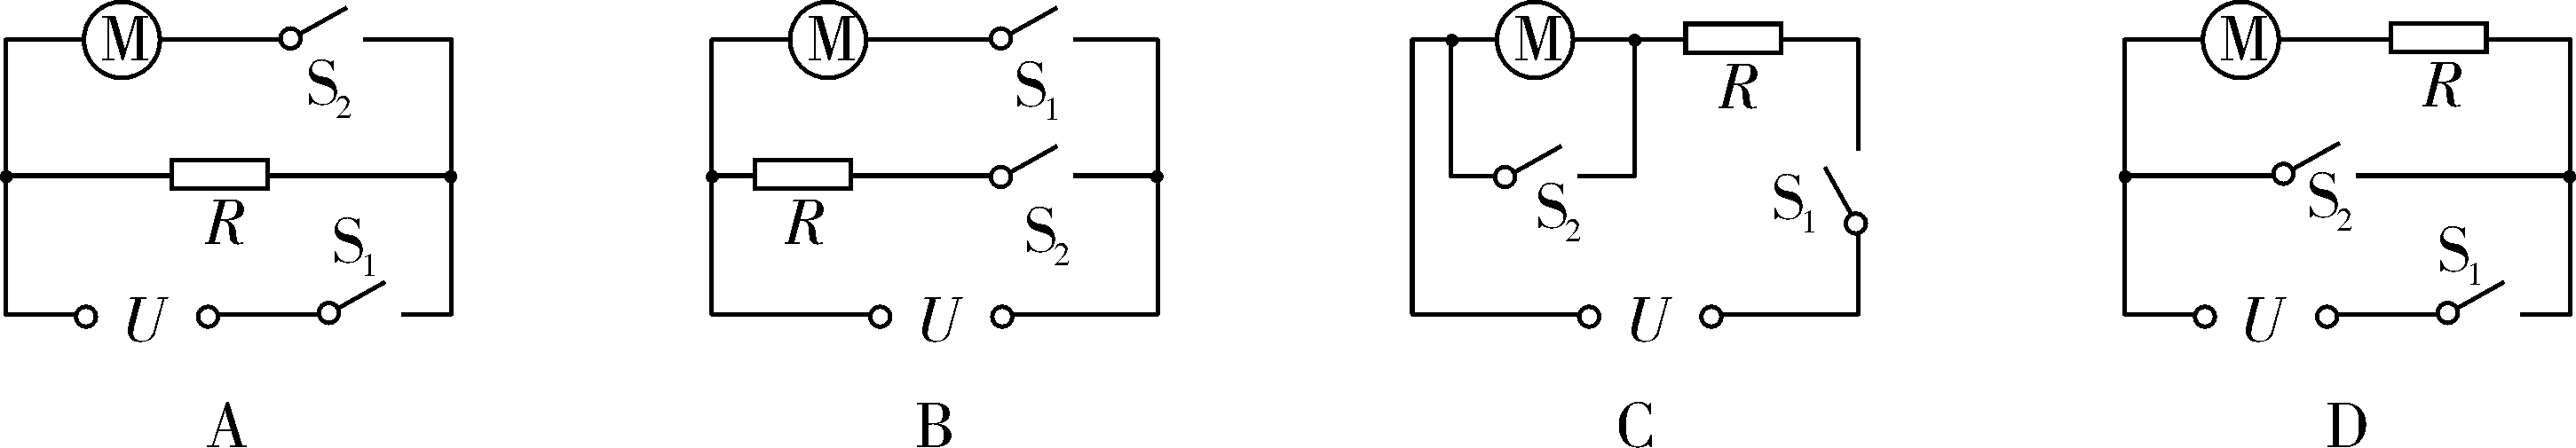 M S₂ R S₁ U A
M S₁ R S₂ U B
M R S₂ S₁ U C
M R S₂ S₁ U D